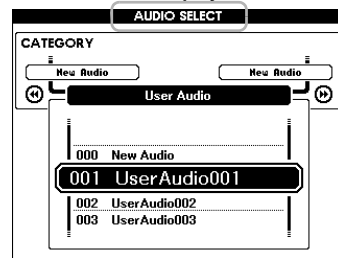 AUDIO SELECT
CATEGORY
New Audio New Audio
User Audio
000 New Audio
001 UserAudio001
002 UserAudio002
003 UserAudio003